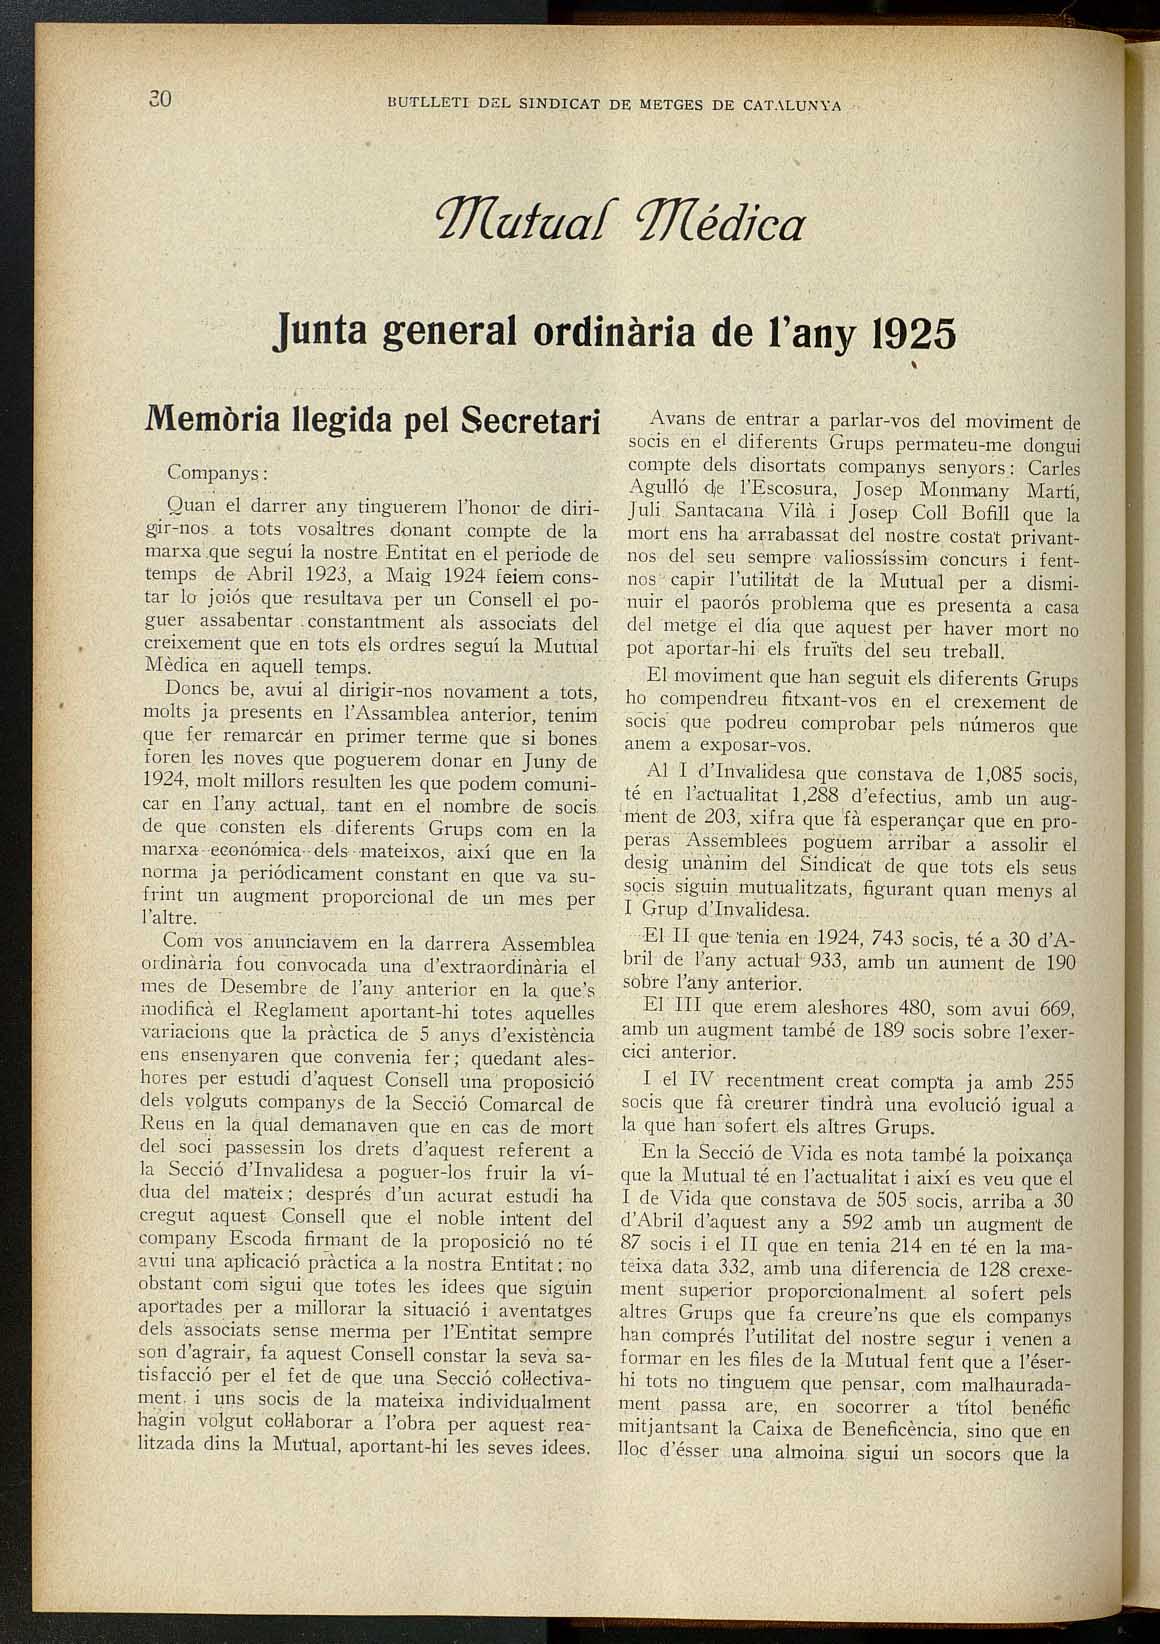 30
BUTLLETI DEL SINDICAT DE METGES DE CATALUNYA
Mutual Médica
Junta general ordinària de l'any 1925
Memòria llegida pel Secretari
Companys:
Quan el darrer any tinguerem l'honor de diri-
gir-nos a tots vosaltres donant compte de la
marxa que seguí la nostre Entitat en el periode de
temps de Abril 1923, a Maig 1924 feiem cons-
tar lo joiós que resultava per un Consell el po-
guer assabentar constantment als associats del
creixement que en tots els ordres seguí la Mutual
Mèdica en aquell temps.
Doncs be, avui al dirigir-nos novament a tots,
molts ja presents en l'Assamblea anterior, tenim
que fer remarcár en primer terme que si bones
foren les noves que poguerem donar en Juny de
1924, molt millors resulten les que podem comuni-
car en l'any actual, tant en el nombre de socis
de que consten els diferents Grups com en la
marxa económica dels mateixos, així que en la
norma ja periódicament constant en que va su-
frint un augment proporcional de un mes per
l'altre.
Com vos anunciavem en la darrera Assemblea
ordinària fou convocada una d'extraordinària el
mes de Desembre de l'any anterior en la que's
modificà el Reglament aportant-hi totes aquelles
variacions que la pràctica de 5 anys d'existència
ens ensenyaren que convenia fer; quedant ales-
hores per estudi d'aquest Consell una proposició
dels volguts companys de la Secció Comarcal de
Reus en la qual demanaven que en cas de mort
del soci passessin los drets d'aquest referent a
la Secció d'Invalidesa a poguer-los fruir la ví-
dua del mateix; després d'un acurat estudi ha
cregut aquest Consell que el noble intent del
company Escoda firmant de la proposició no té
avui una aplicació pràctica a la nostra Entitat; no
obstant com sigui que totes les idees que siguin
aportades per a millorar la situació i aventatges
dels associats sense merma per l'Entitat sempre
son d'agrair, fa aquest Consell constar la seva sa-
tisfacció per el fet de que una Secció col·lectiva-
ment i uns socis de la mateixa individualment
hagin volgut col·laborar a l'obra per aquest rea-
litzada dins la Mutual, aportant-hi les seves idees.
Avans de entrar a parlar-vos del moviment de
socis en el diferents Grups permateu-me dongui
compte dels disortats companys senyors: Carles
Agulló de l'Escosura, Josep Monmany Martí,
Juli Santacana Vilà i Josep Coll Bofill que la
mort ens ha arrabassat del nostre costat privant-
nos del seu sempre valiossíssim concurs i fent-
nos capir l'utilitat de la Mutual per a dismi-
nuir el paorós problema que es presenta a casa
del metge el día que aquest per haver mort no
pot aportar-hi els fruïts del seu treball.
El moviment que han seguit els diferents Grups
ho compendreu fitxant-vos en el crexement de
socis que podreu comprobar pels números que
anem a exposar-vos.
Al I d'Invalidesa que constava de 1,085 socis,
té en l'actualitat 1,288 d'efectius, amb un aug-
ment de 203, xifra que fà esperançar que en pro-
peras Assemblees poguem arribar a assolir el
desig unànim del Sindicat de que tots els seus
socis siguin mutualitzats, figurant quan menys al
I Grup d'Invalidesa.
El II que tenia en 1924, 743 socis, té a 30 d'A-
bril de l'any actual 933, amb un aument de 190
sobre l'any anterior.
El III que erem aleshores 480, som avui 669,
amb un augment també de 189 socis sobre l'exer-
cici anterior.
I el IV recentment creat compta ja amb 255
socis que fà creurer tindrà una evolució igual a
la que han sofert els altres Grups.
En la Secció de Vida es nota també la poixança
que la Mutual té en l'actualitat i així es veu que el
I de Vida que constava de 505 socis, arriba a 30
d'Abril d'aquest any a 592 amb un augment de
87 socis i el II que en tenia 214 en té en la ma-
teixa data 332, amb una diferencia de 128 crexe-
ment superior proporcionalment al sofert pels
altres Grups que fa creure'ns que els companys
han comprés l'utilitat del nostre segur i venen a
formar en les files de la Mutual fent que a l'éser-
hi tots no tinguem que pensar, com malhaurada-
ment passa are, en socorrer a títol benéfic
mitjantsant la Caixa de Beneficència, sino que en
lloc d'ésser una almoina sigui un socors que la